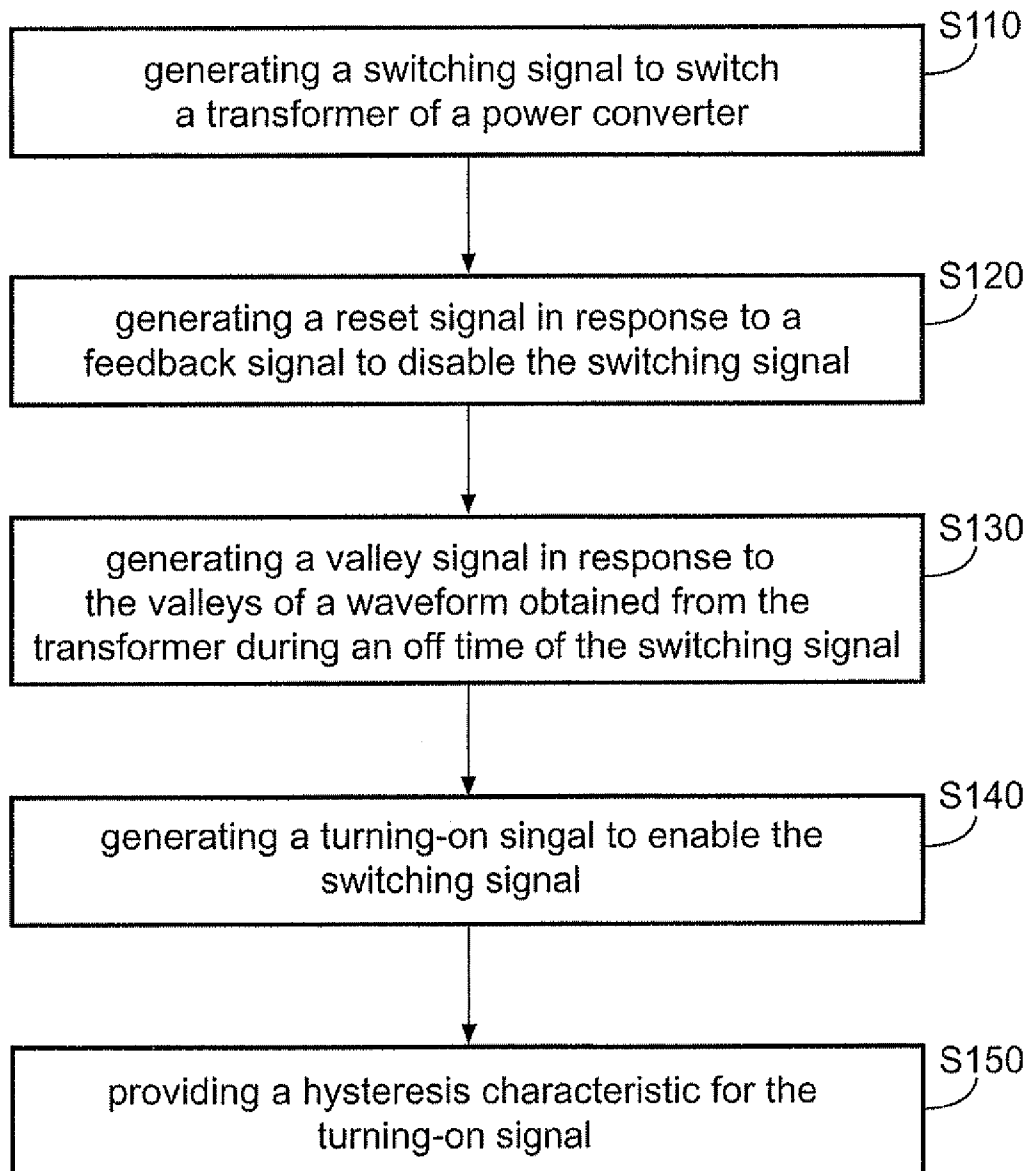 S110
generating a switching signal to switch
a transformer of a power converter
S120
generating a reset signal in response to a
feedback signal to disable the switching signal
S130
generating a valley signal in response to
the valleys of a waveform obtained from the
transformer during an off time of the switching signal
S140
generating a turning-on singal to enable the
switching signal
S150
providing a hysteresis characteristic for the
turning-on signal